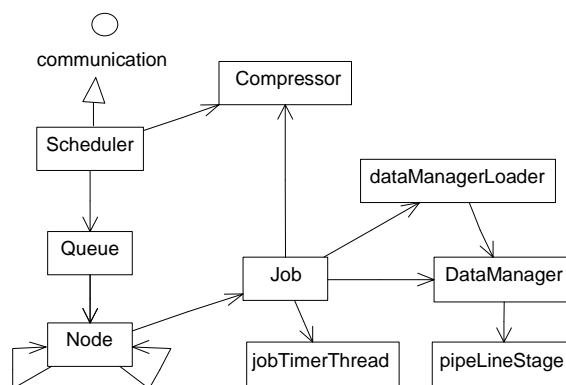 communication
Compressor
Scheduler
dataManagerLoader
Queue
Job
DataManager
Node
jobTimerThread
pipeLineStage